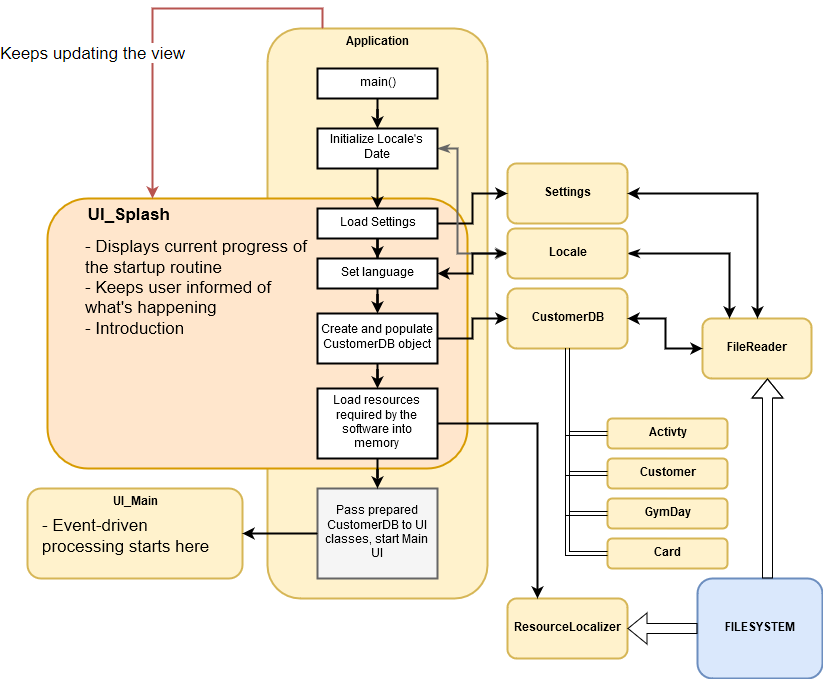 Application
Keeps updating the view
main()
Initialize Locale's
Date
UI_Splash
- Displays current progress of
the startup routine
- Keeps user informed of
what's happening
- Introduction
Load Settings
Set language
Create and populate
CustomerDB object
Load resources
required by the
software into
memory
Settings
Locale
CustomerDB
FileReader
Activty
Customer
GymDay
Card
UI_Main
- Event-driven
processing starts here
Pass prepared
CustomerDB to UI
classes, start Main
UI
ResourceLocalizer
FILESYSTEM